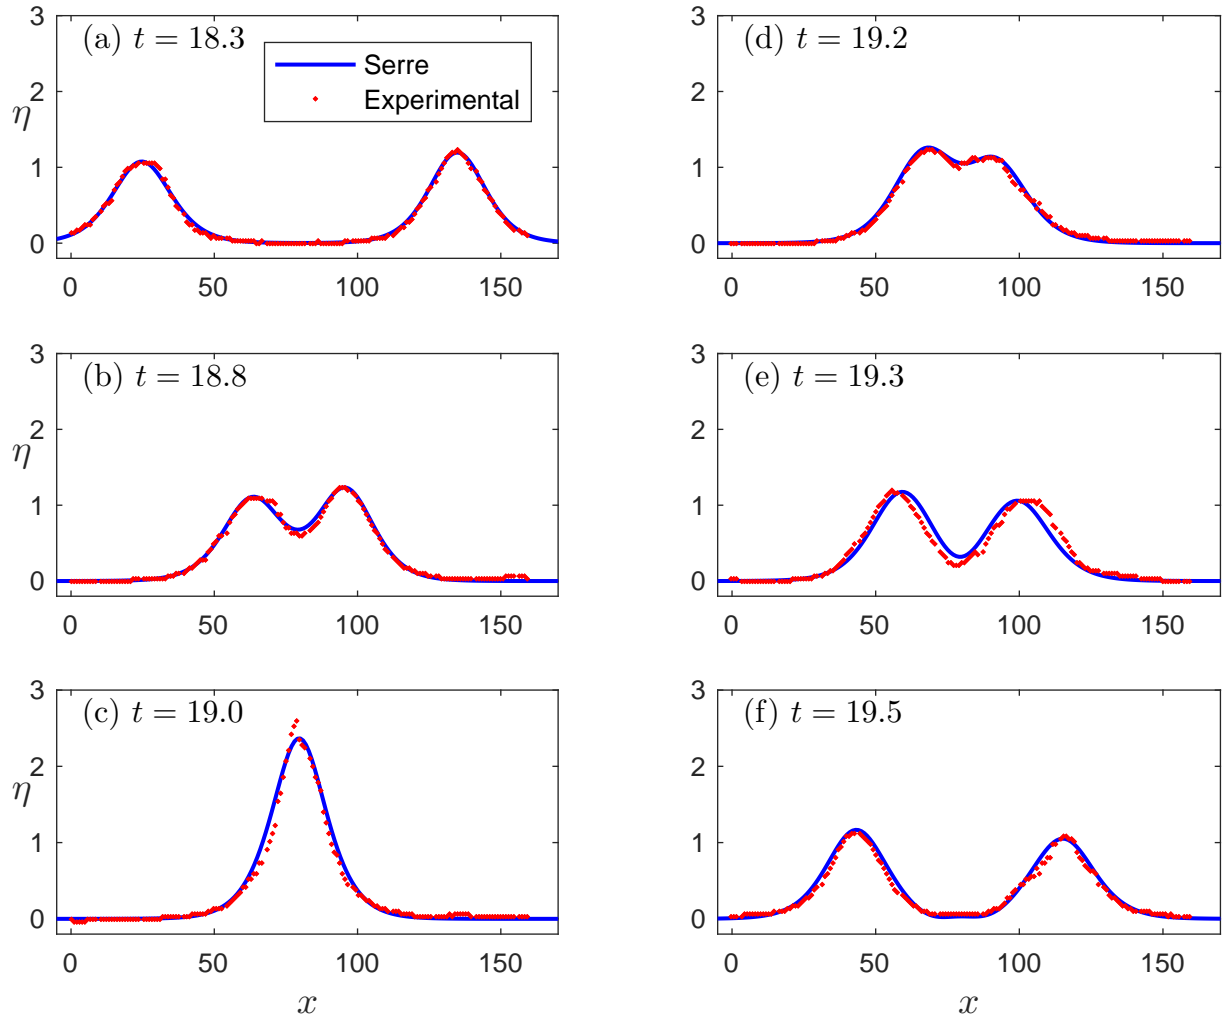 (a) t = 18.3
Serre
Experimental
3
2
1
0
η
0 50 100 150
(d) t = 19.2
3
2
1
0
0 50 100 150
(b) t = 18.8
3
2
1
0
η
0 50 100 150
(e) t = 19.3
3
2
1
0
0 50 100 150
(c) t = 19.0
3
2
1
0
η
0 50 100 150
x
(f) t = 19.5
3
2
1
0
0 50 100 150
x